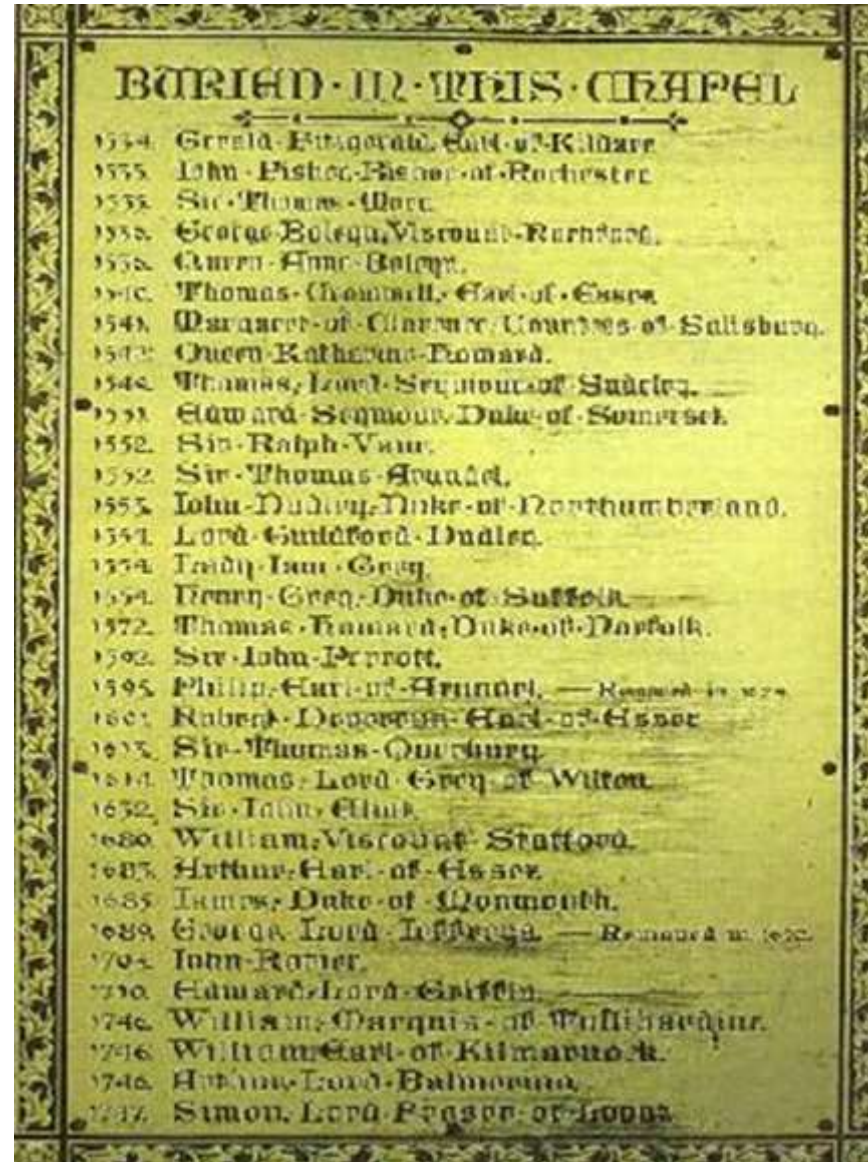 BURIED·IN·THIS·CHAPEL
1534. Gerald·Fitzgerald, Earl·of·Kildare
1535. John·Fisher, Bishop·of·Rochester
1535. Sir·Thomas·More.
1536. George·Boleyn, Viscount·Rochford.
1536. Queen·Anne·Boleyn.
1540. Thomas·Cromwell, Earl·of·Essex
1541. Margaret·of·Clarence, Countess·of·Salisbury.
1542. Queen·Katharine·Howard.
1549. Thomas, Lord·Seymour·of·Sudeley.
1551. Edward·Seymour, Duke·of·Somerset.
1552. Sir·Ralph·Vane.
1552. Sir·Thomas·Arundel.
1553. John·Dudley, Duke·of·Northumberland.
1554. Lord·Guildford·Dudley.
1554. Lady·Jane·Grey.
1554. Henry·Grey, Duke·of·Suffolk.
1572. Thomas·Howard, Duke·of·Norfolk.
1592. Sir·John·Perrott.
1595. Philip, Earl·of·Arundel. — Removed in
1601. Robert·Devereux·Earl·of·Essex
1613. Sir·Thomas·Overbury
1614. Thomas, Lord·Grey·of·Wilton.
1632. Sir·John·Eliot.
1680. William, Viscount·Stafford.
1683. Arthur, Earl·of·Essex.
1685. James, Duke·of·Monmouth.
1689. George, Lord·Jeffreys. — Removed in
John·Rotier.
1710. Edward, Lord·Griffin.
1746. William, Marquis·of·Tullibardine.
1746. William, Earl·of·Kilmarnock.
1746. Arthur, Lord·Balmerino.
1747. Simon, Lord·Fraser·of·Lovat